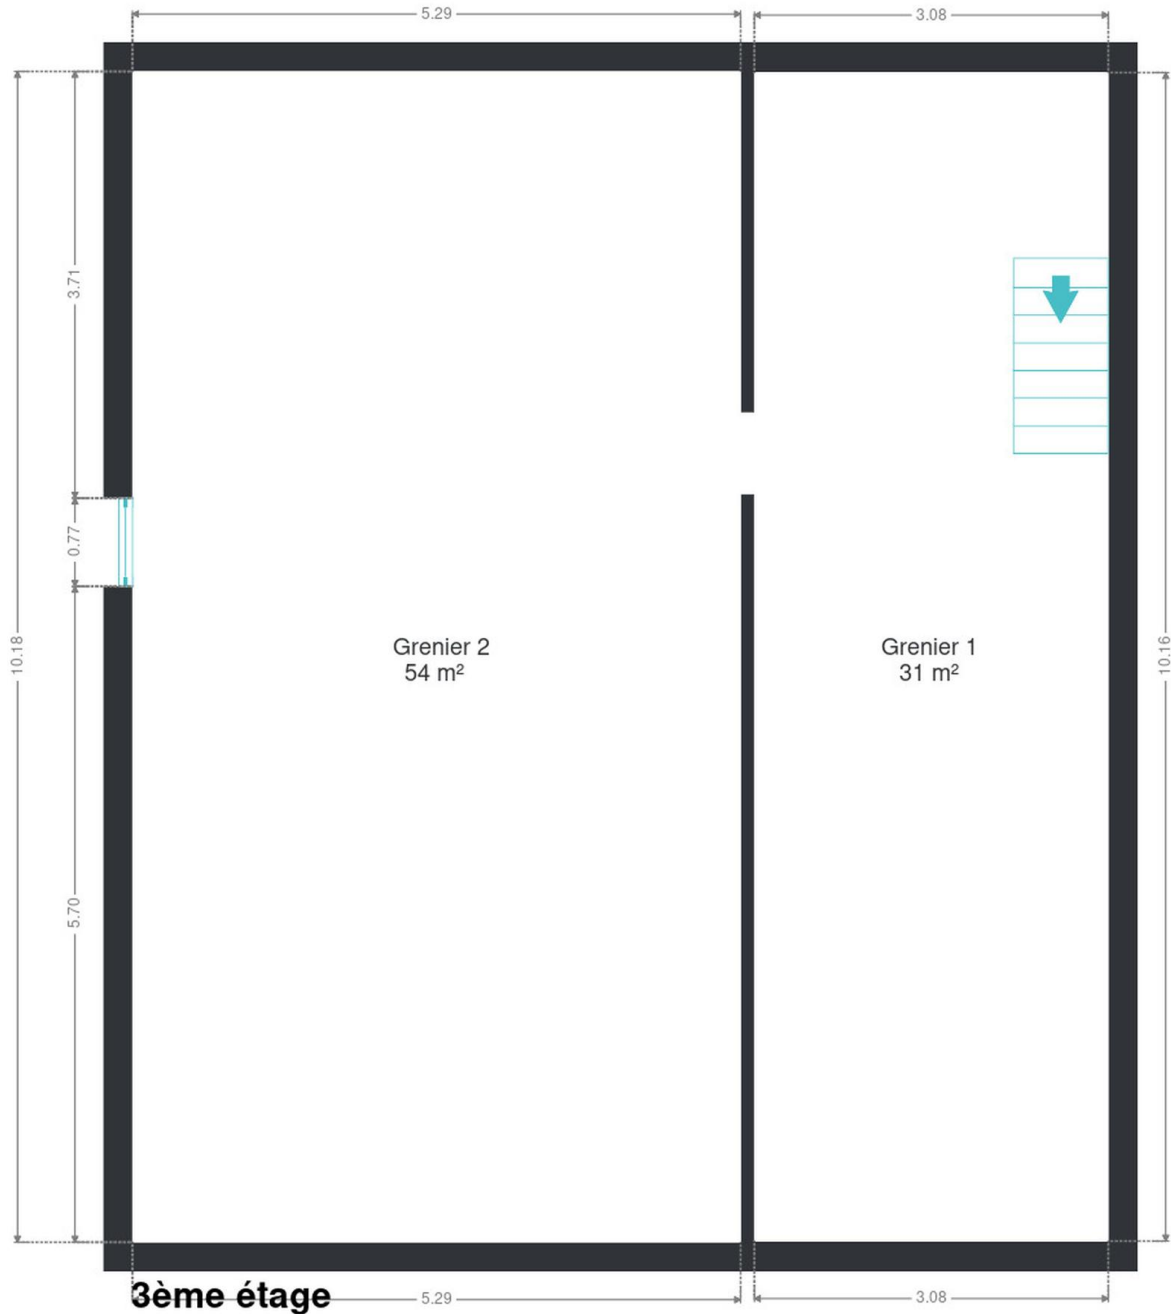 5.29
3.08
3.71
0.77
10.18
10.16
Grenier 2
54 m²
Grenier 1
31 m²
5.70
3ème étage
5.29
3.08